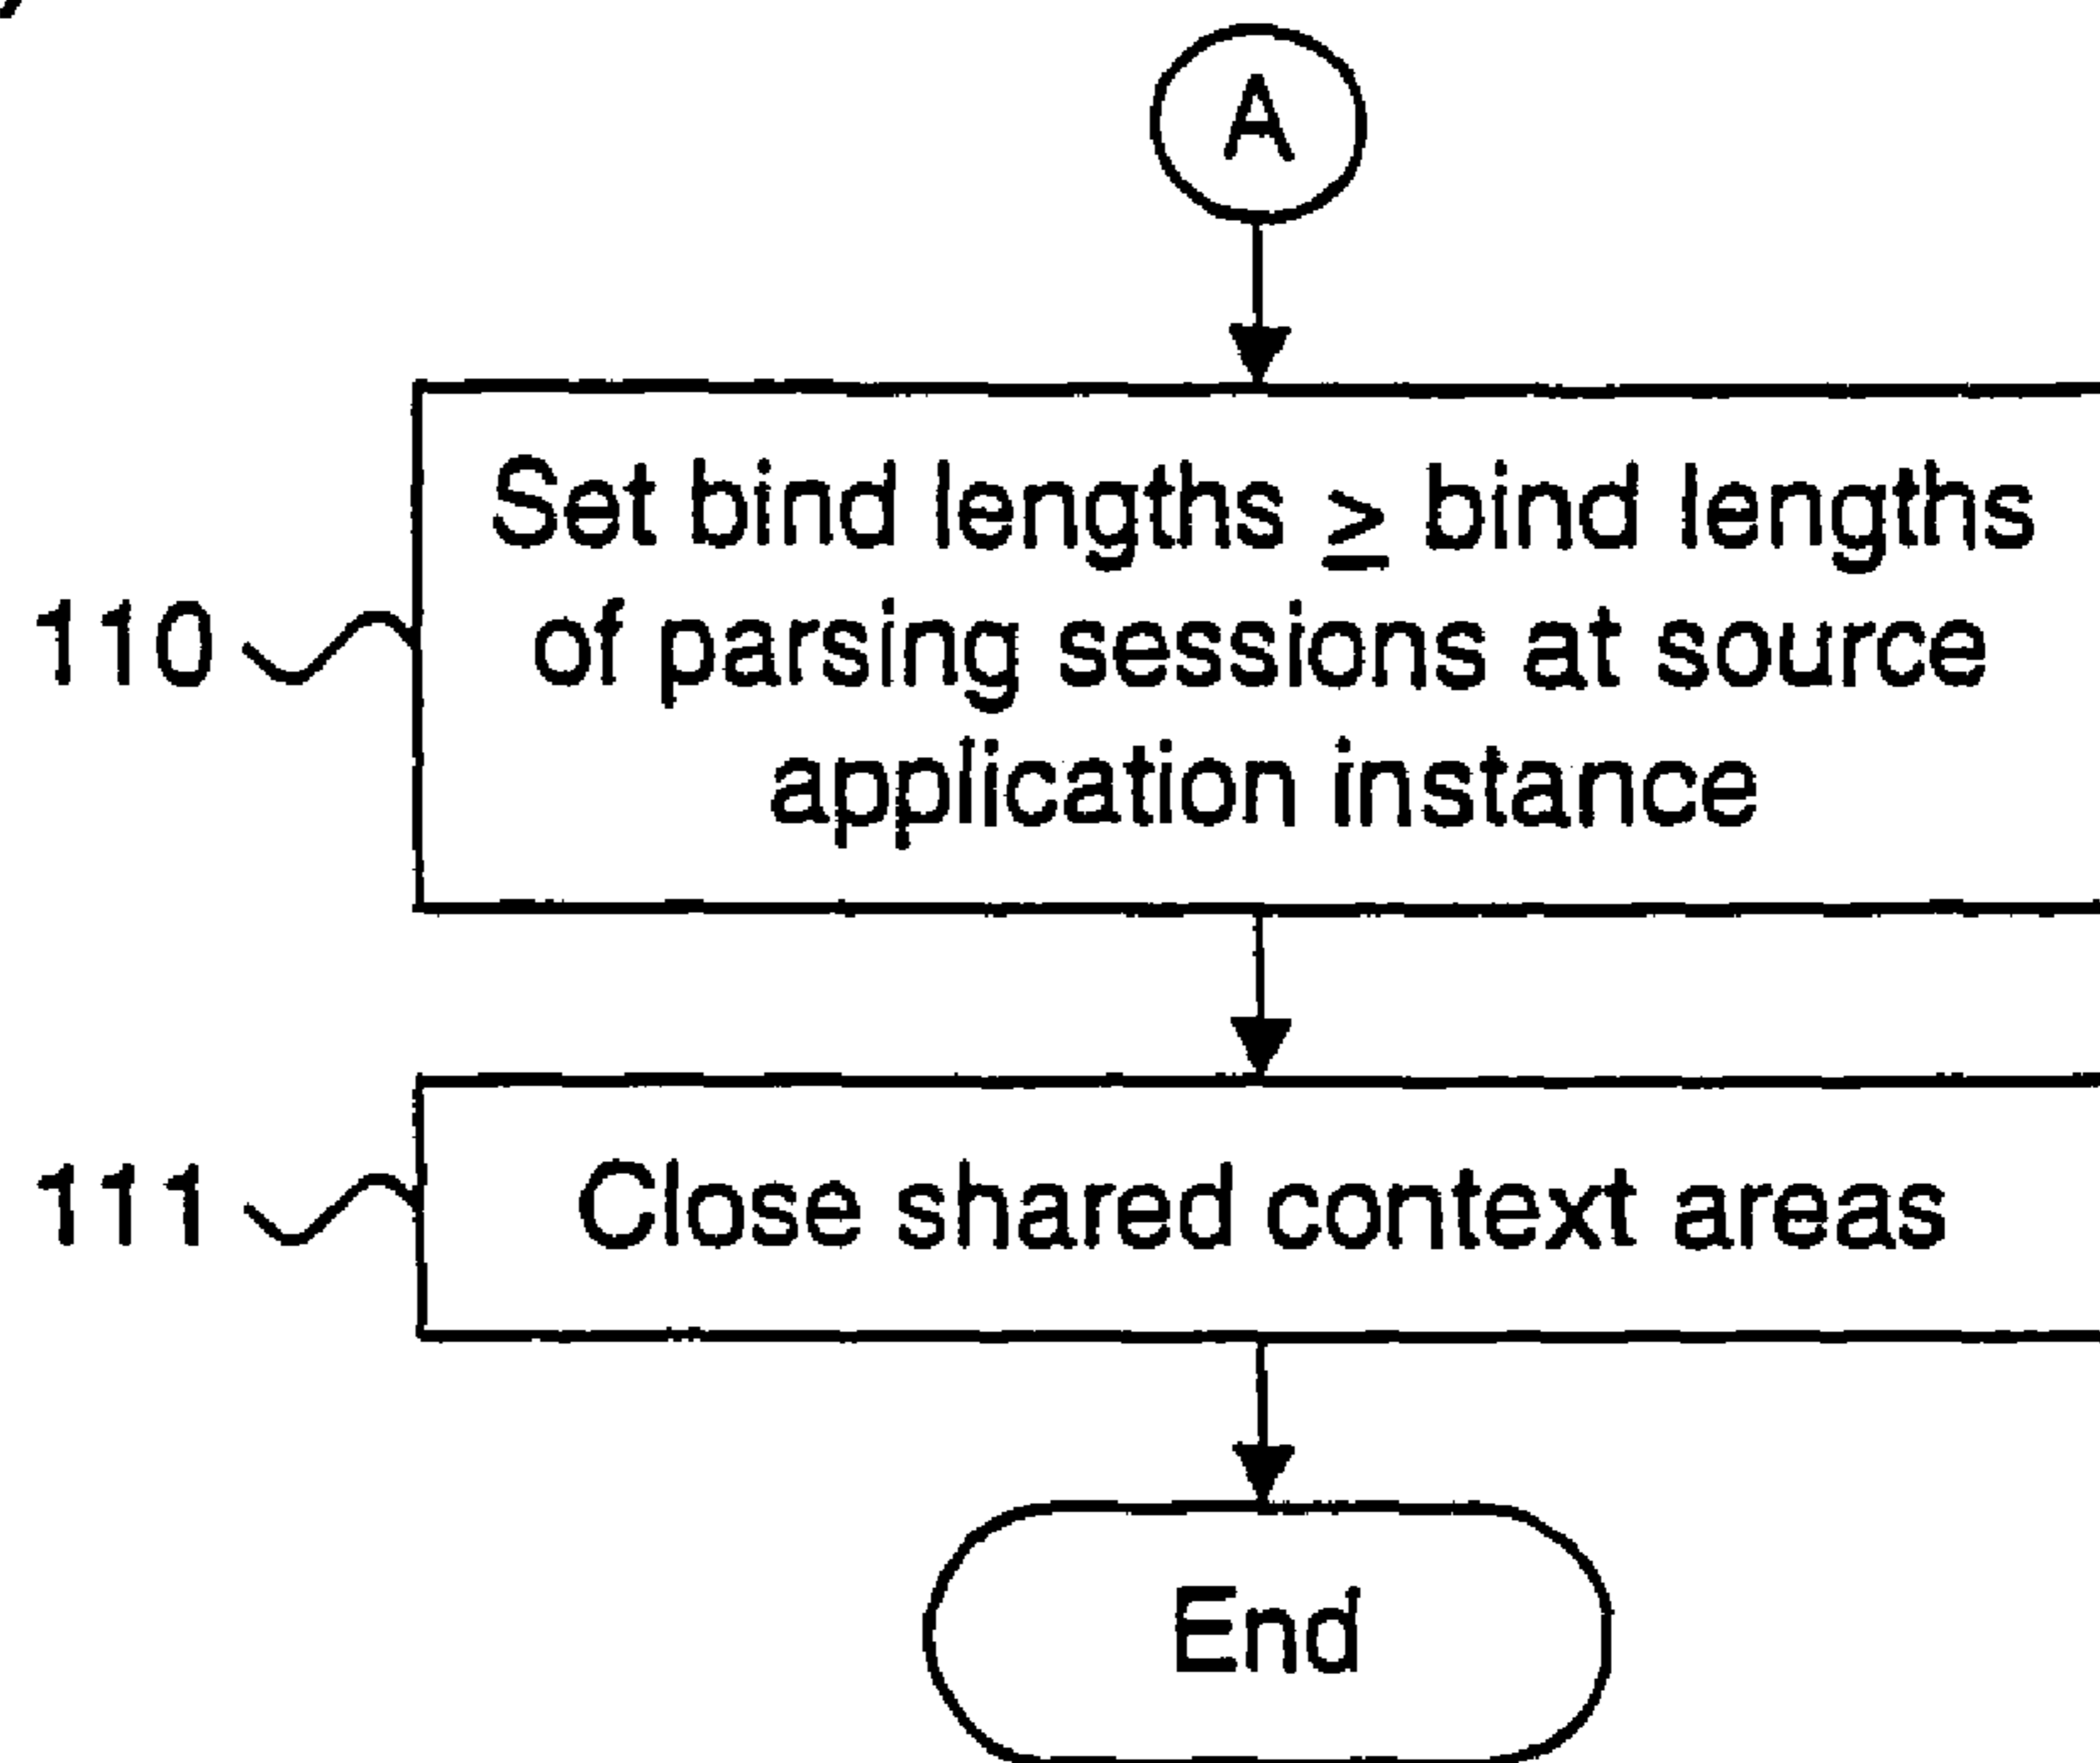 A
Set bind lengths ≥ bind lengths
of parsing sessions at source
application instance
110
Close shared context areas
111
End